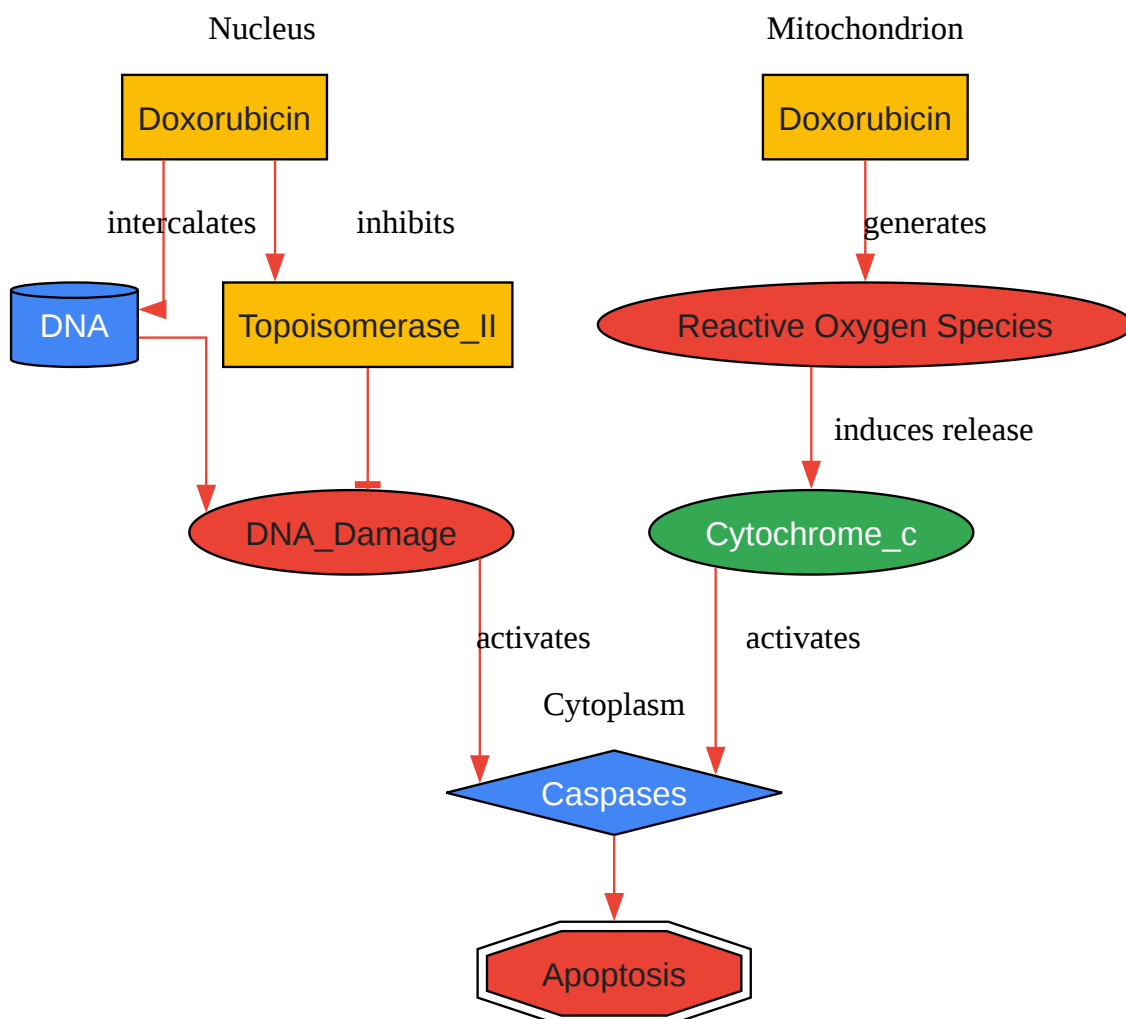 Nucleus
Mitochondrion
Doxorubicin
Doxorubicin
intercalates
inhibits
generates
DNA
Topoisomerase_II
Reactive Oxygen Species
induces release
DNA_Damage
Cytochrome_c
activates
activates
Cytoplasm
Caspases
Apoptosis